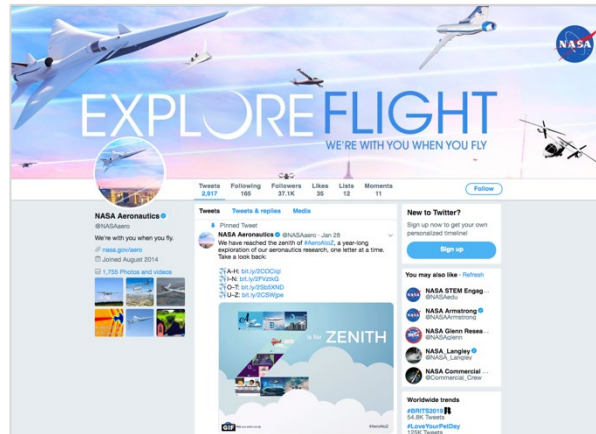 NASA
EXPLORE FLIGHT
WE'RE WITH YOU WHEN YOU FLY
Tweets Following Followers Likes Lists Moments
2,917 165 37.1K 35 12 11
Follow
NASA Aeronautics
@NASAaero
We're with you when you fly.
nasa.gov/aero
Joined August 2014
1,755 Photos and videos
Tweets Tweets & replies Media
Pinned Tweet
NASA Aeronautics @NASAaero · Jan 28
We have reached the zenith of #AeroAtoZ, a year-long
exploration of our aeronautics research, one letter at a time.
Take a look back:
A-H: bit.ly/2COCiqi
I-N: bit.ly/2FVzikG
O-T: bit.ly/2Sb5XND
U-Z: bit.ly/2CSWjpe
is for ZENITH
GIF
#AeroAtoZ
New to Twitter?
Sign up now to get your own
personalized timeline!
Sign up
You may also like · Refresh
NASA STEM Engag...
@NASAedu
NASA Armstrong
@NASAArmstrong
NASA Glenn Resea...
@NASAglenn
NASA_Langley
@NASA_Langley
NASA Commercial ...
@Commercial_Crew
Worldwide trends
#BRITS2019
54.8K Tweets
#LoveYourPetDay
125K Tweets